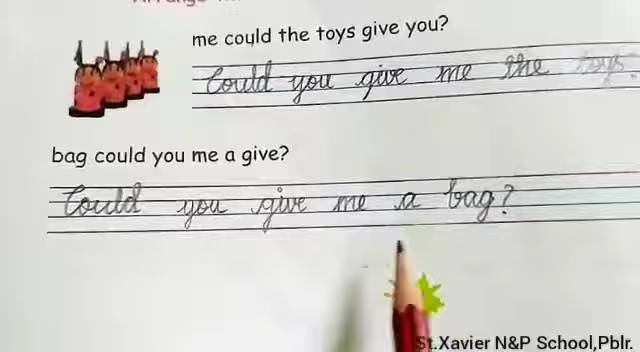 me could the toys give you?
Could you give me the toys
bag could you me a give?
Could you give me a bag?
St.Xavier N&P School,Pblr.